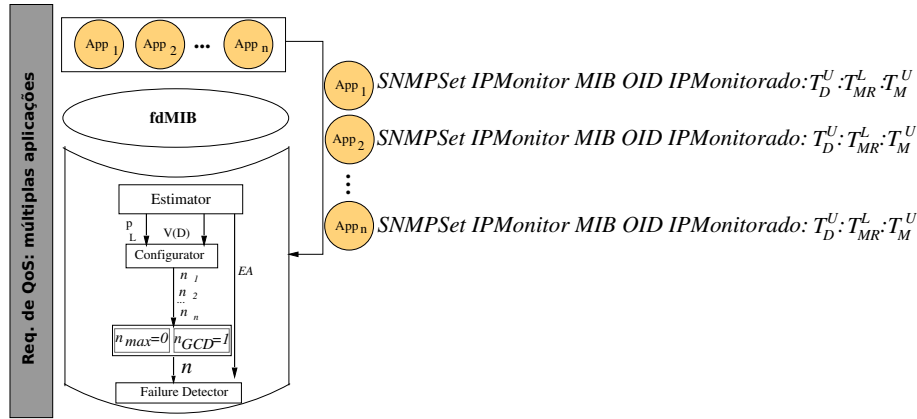 Req. de QoS: múltiplas aplicações
App 1 App 2 ... App n
fdMIB
Estimator
p L V(D)
Configurator
EA
n 1
n 2
...
n n
n max=0 n GCD=1
n
Failure Detector
App 1 SNMPSet IPMonitor MIB OID IPMonitorado: T_D^U: T_MR^L: T_M^U
App 2 SNMPSet IPMonitor MIB OID IPMonitorado: T_D^U: T_MR^L: T_M^U
⋮
App n SNMPSet IPMonitor MIB OID IPMonitorado: T_D^U: T_MR^L: T_M^U